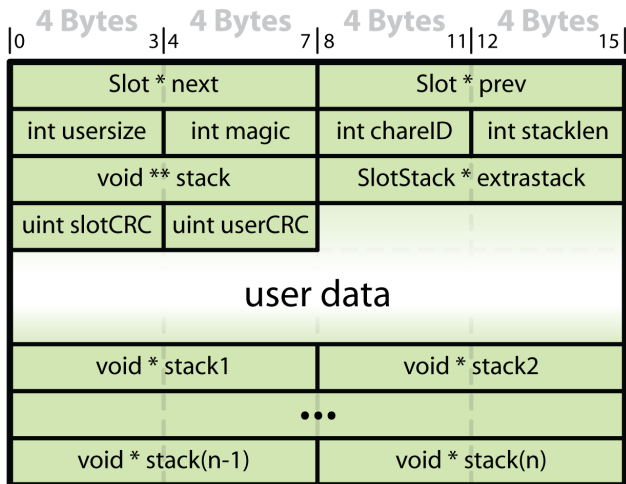 4 Bytes 4 Bytes 4 Bytes 4 Bytes
0 3 4 7 8 11 12 15
Slot * next Slot * prev
int usersize int magic int chareID int stacklen
void ** stack SlotStack * extrastack
uint slotCRC uint userCRC
user data
void * stack1 void * stack2
•••
void * stack(n-1) void * stack(n)